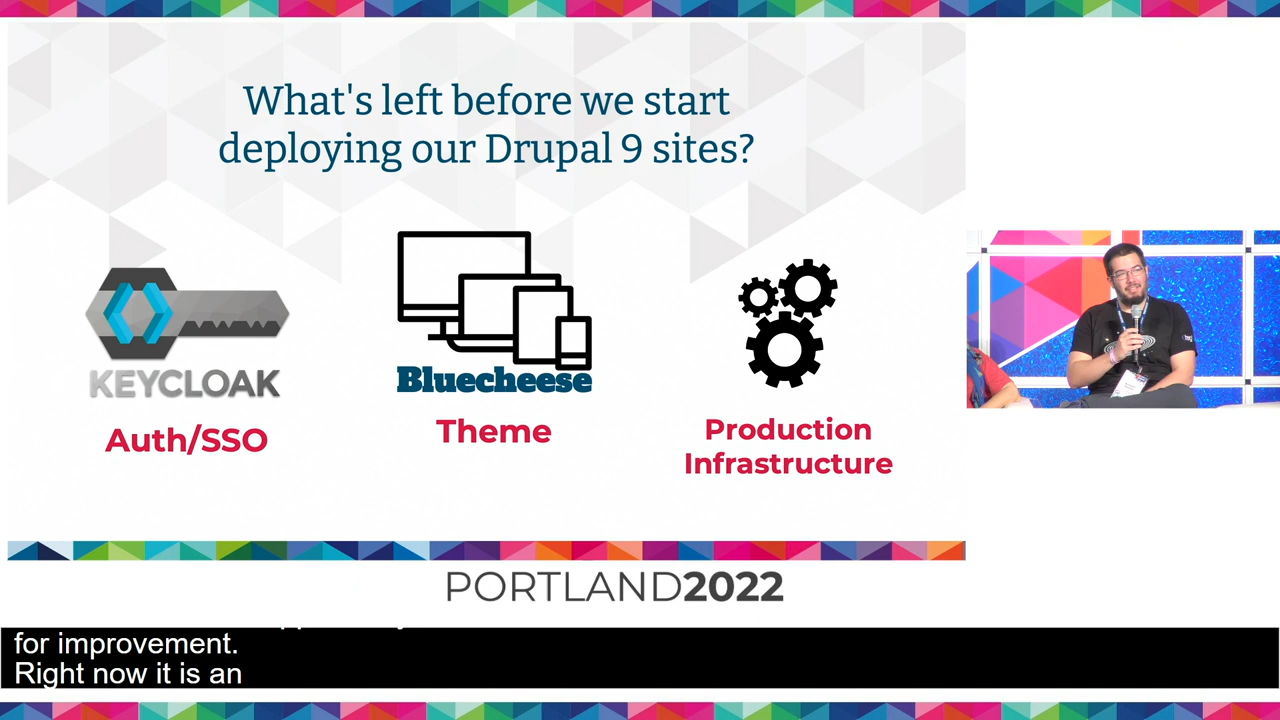 What's left before we start
deploying our Drupal 9 sites?
KEYCLOAK
Auth/SSO
Bluecheese
Theme
Production
Infrastructure
PORTLAND2022
for improvement.
Right now it is an